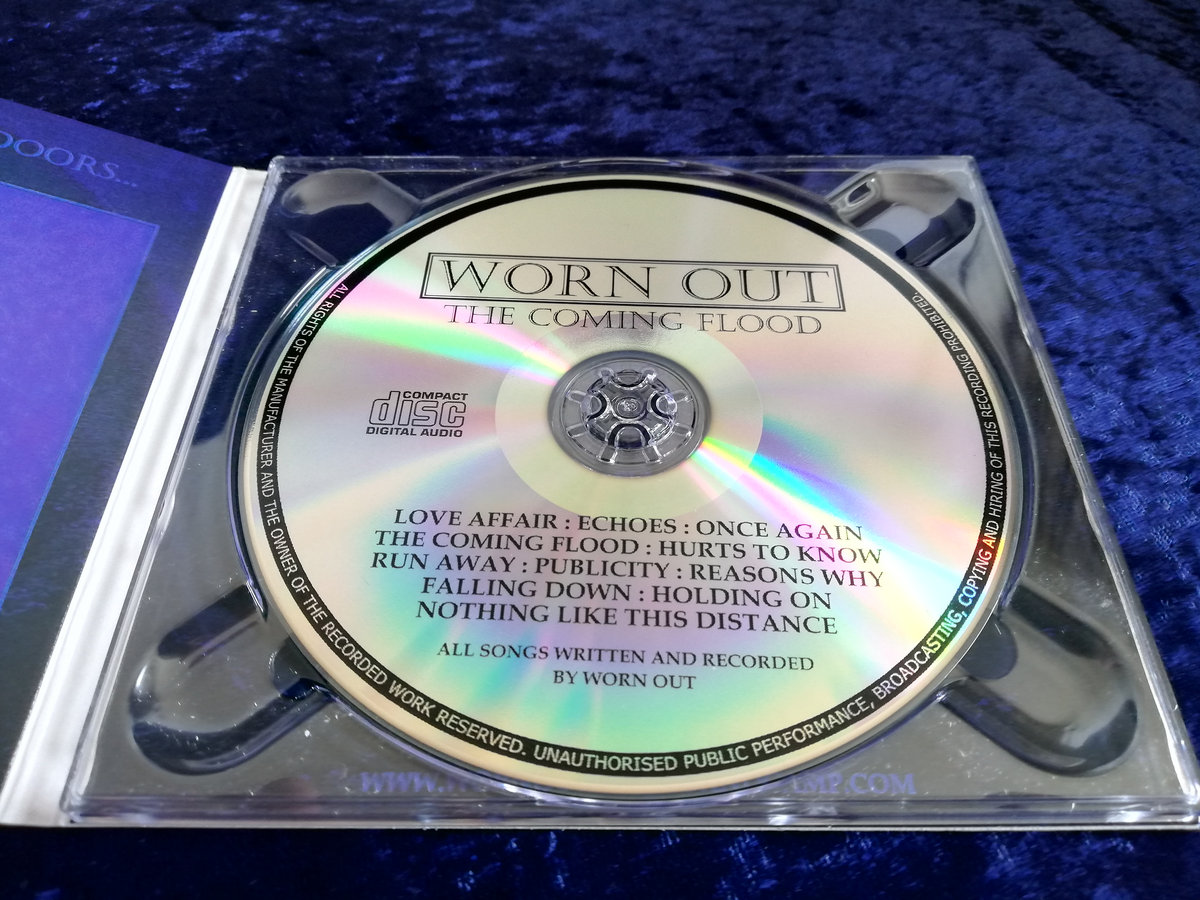 OOORS...
WORN OUT
THE COMING FLOOD
COMPACT
disc
DIGITAL AUDIO
LOVE AFFAIR : ECHOES : ONCE AGAIN
THE COMING FLOOD : HURTS TO KNOW
RUN AWAY : PUBLICITY : REASONS WHY
FALLING DOWN : HOLDING ON
NOTHING LIKE THIS DISTANCE
ALL SONGS WRITTEN AND RECORDED
BY WORN OUT
ALL RIGHTS OF THE MANUFACTURER AND THE OWNER OF THE RECORDED WORK RESERVED. UNAUTHORISED PUBLIC PERFORMANCE, BROADCASTING, COPYING AND HIRING OF THIS RECORDING PROHIBITED.